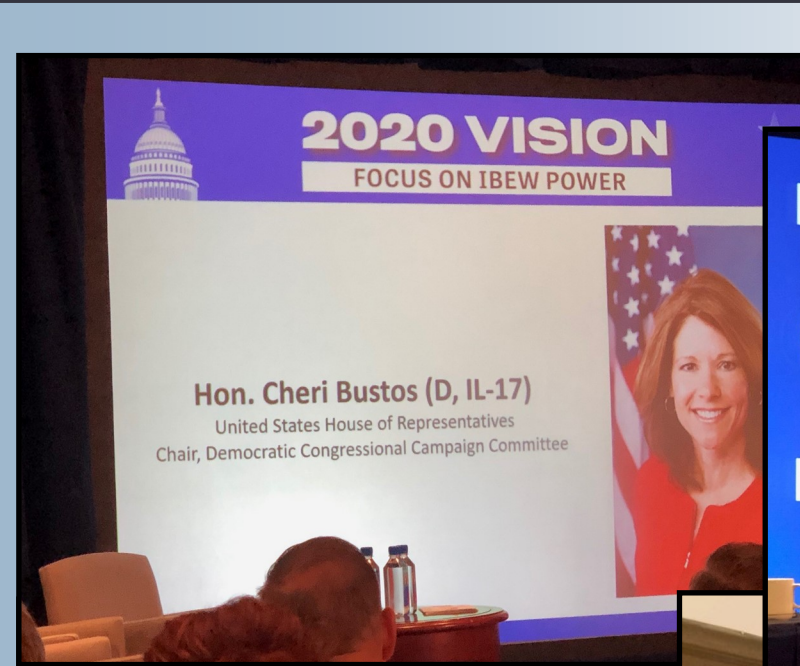 2020 VISION
FOCUS ON IBEW POWER
Hon. Cheri Bustos (D, IL-17)
United States House of Representatives
Chair, Democratic Congressional Campaign Committee